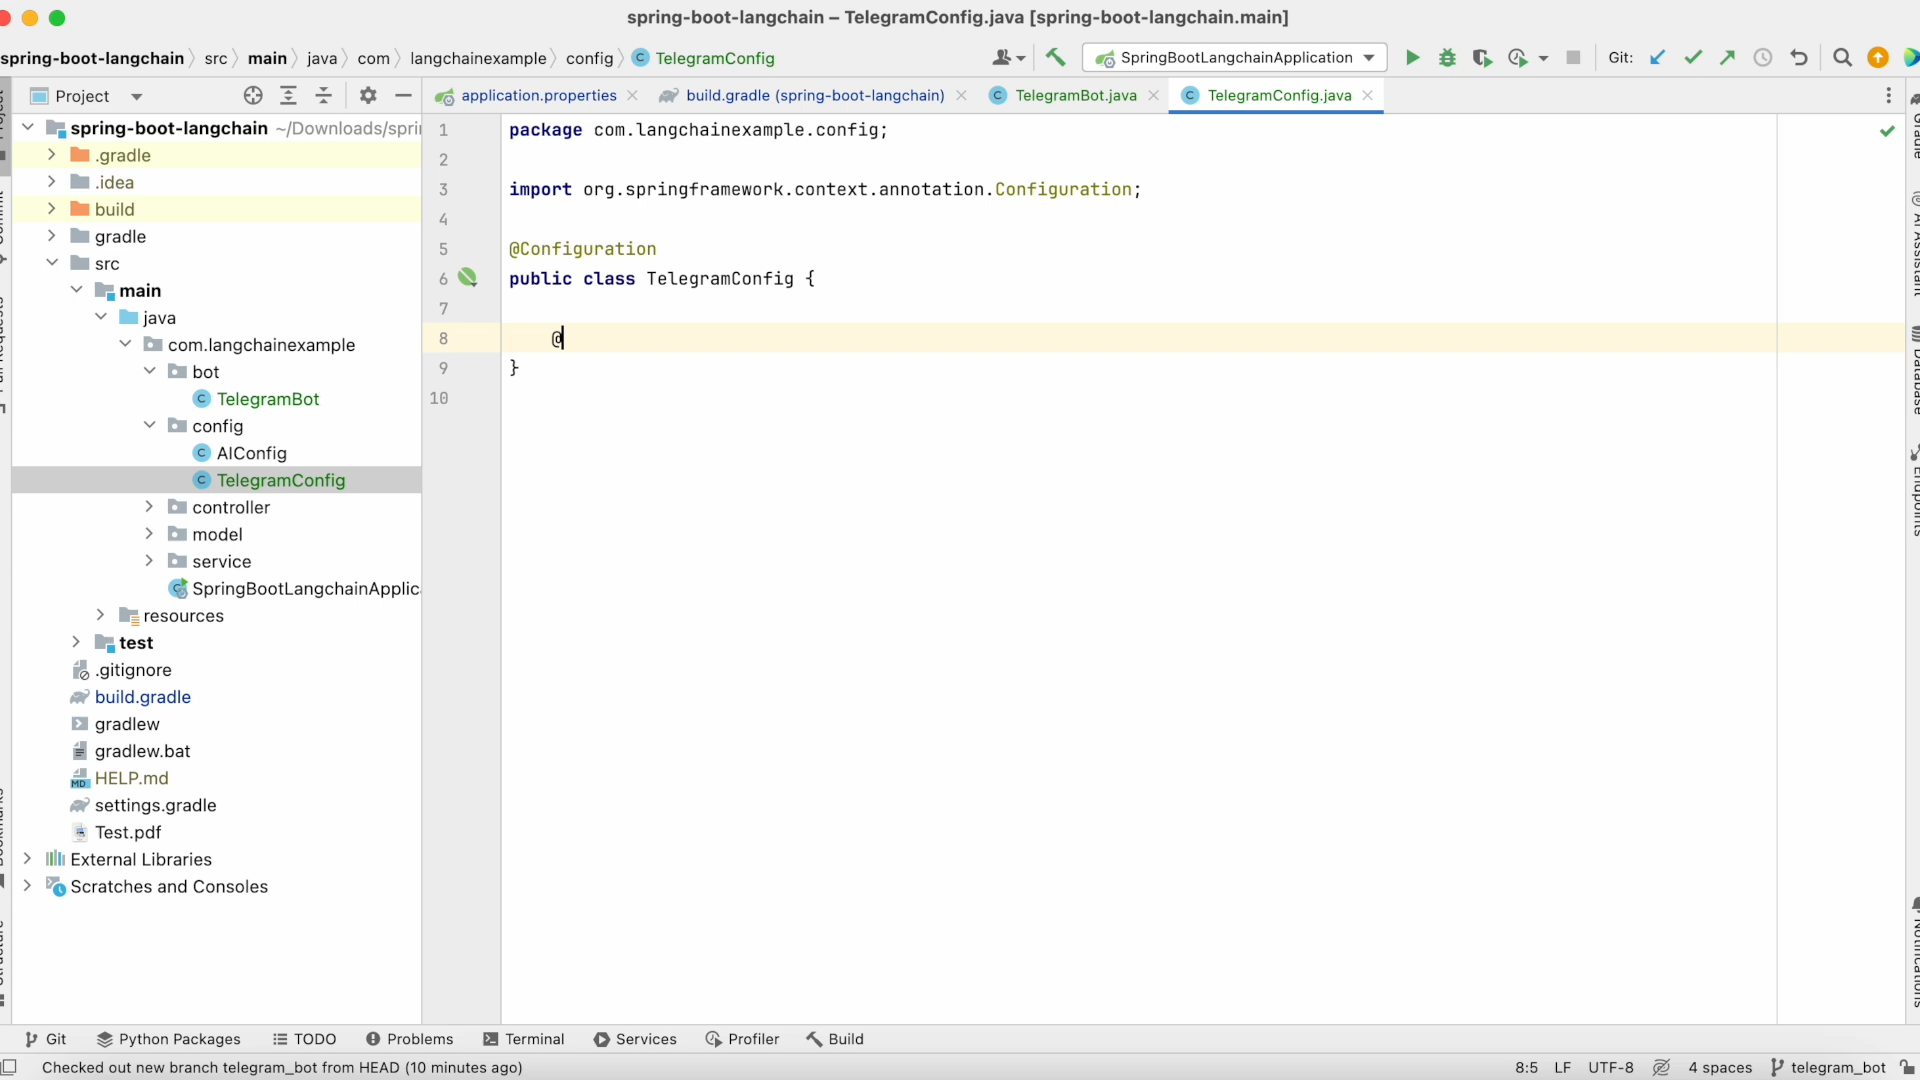 spring-boot-langchain – TelegramConfig.java [spring-boot-langchain.main]
spring-boot-langchain src main java com langchainexample config TelegramConfig
SpringBootLangchainApplication
Git:
Project
application.properties
build.gradle (spring-boot-langchain)
TelegramBot.java
TelegramConfig.java
spring-boot-langchain ~/Downloads/spri
.gradle
.idea
build
gradle
src
main
java
com.langchainexample
bot
TelegramBot
config
AIConfig
TelegramConfig
controller
model
service
SpringBootLangchainApplic
resources
test
.gitignore
build.gradle
gradlew
gradlew.bat
HELP.md
settings.gradle
Test.pdf
External Libraries
Scratches and Consoles
1 package com.langchainexample.config;
2
3 import org.springframework.context.annotation.Configuration;
4
5 @Configuration
6 public class TelegramConfig {
7
8 @
9 }
10
Gradle
AI Assistant
Database
Endpoints
Notifications
Git
Python Packages
TODO
Problems
Terminal
Services
Profiler
Build
Checked out new branch telegram_bot from HEAD (10 minutes ago)
8:5 LF UTF-8 4 spaces telegram_bot